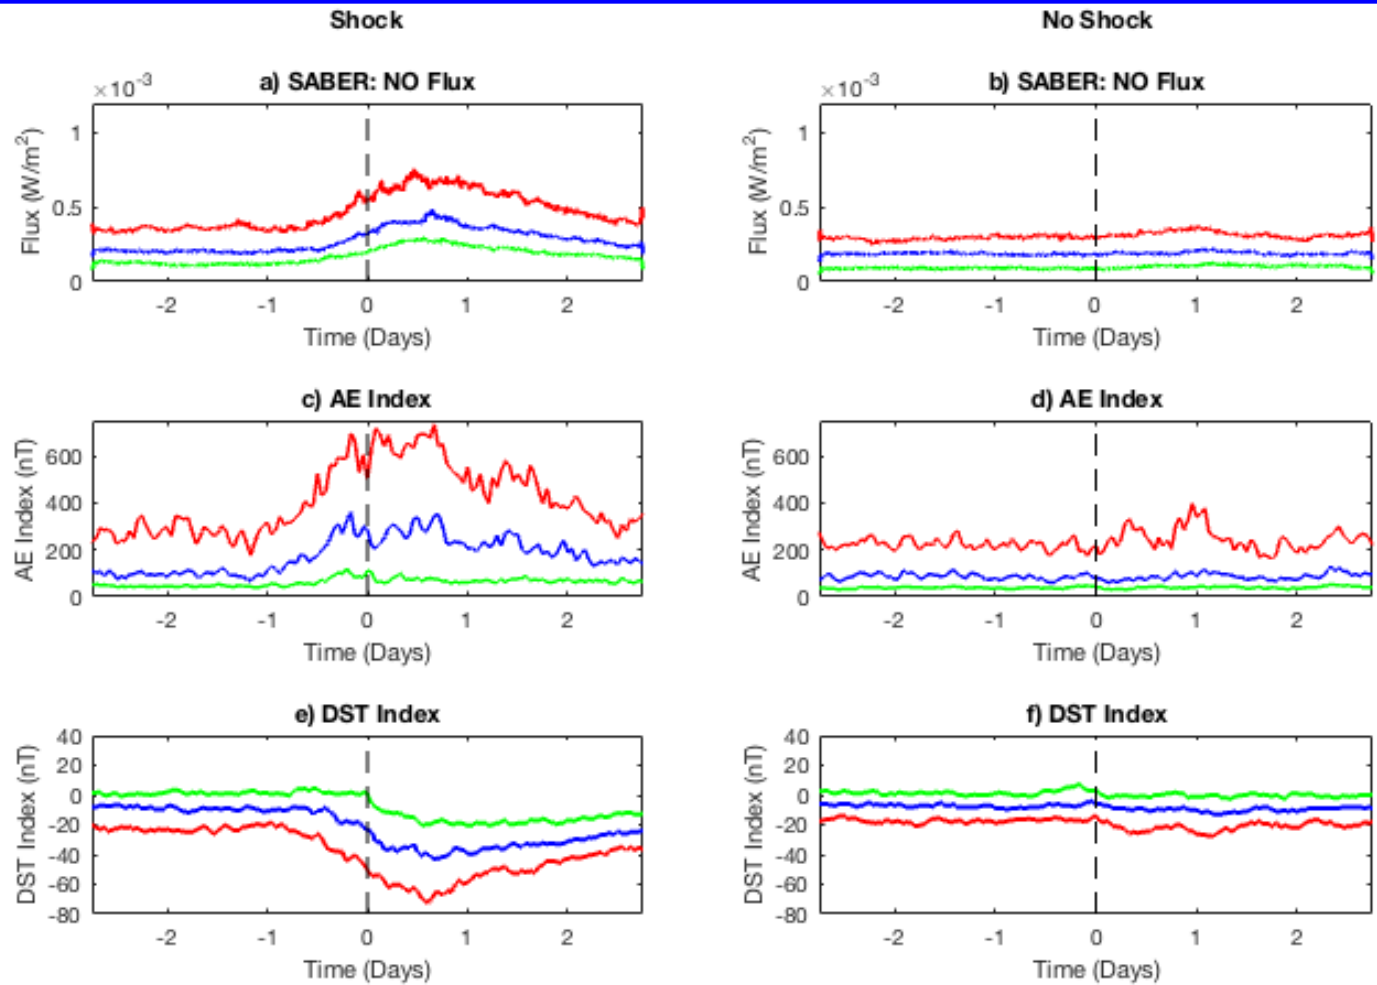 Shock
No Shock
a) SABER: NO Flux
×10⁻³
Flux (W/m²)
1
0.5
0
-2 -1 0 1 2
Time (Days)
b) SABER: NO Flux
×10⁻³
Flux (W/m²)
1
0.5
0
-2 -1 0 1 2
Time (Days)
c) AE Index
AE Index (nT)
600
400
200
0
-2 -1 0 1 2
Time (Days)
d) AE Index
AE Index (nT)
600
400
200
0
-2 -1 0 1 2
Time (Days)
e) DST Index
DST Index (nT)
40
20
0
-20
-40
-60
-80
-2 -1 0 1 2
Time (Days)
f) DST Index
DST Index (nT)
40
20
0
-20
-40
-60
-80
-2 -1 0 1 2
Time (Days)